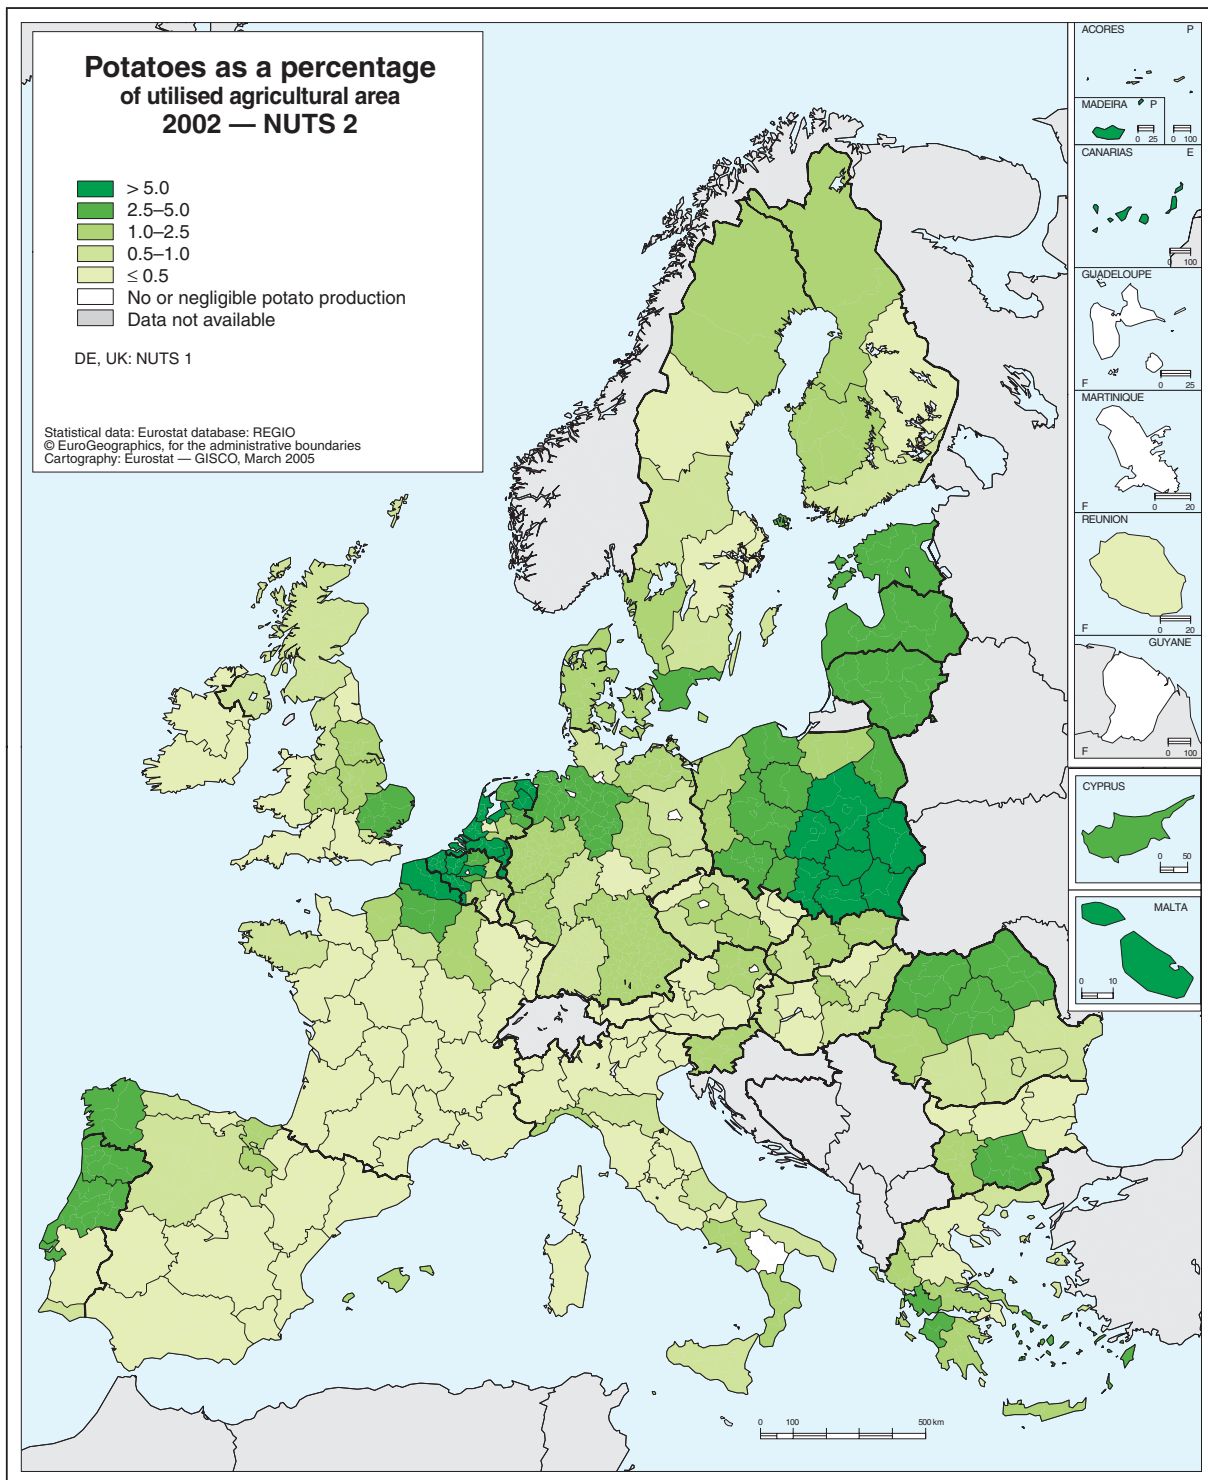 Potatoes as a percentage
of utilised agricultural area
2002 — NUTS 2
> 5.0
2.5–5.0
1.0–2.5
0.5–1.0
≤ 0.5
No or negligible potato production
Data not available
DE, UK: NUTS 1
Statistical data: Eurostat database: REGIO
© EuroGeographics, for the administrative boundaries
Cartography: Eurostat — GISCO, March 2005
ACORES P
MADEIRA P
0 25 0 100
CANARIAS E
0 100
GUADELOUPE
F 0 25
MARTINIQUE
F 0 20
REUNION
F 0 20
GUYANE
F 0 100
CYPRUS
0 50
MALTA
0 10
0 100 500 km